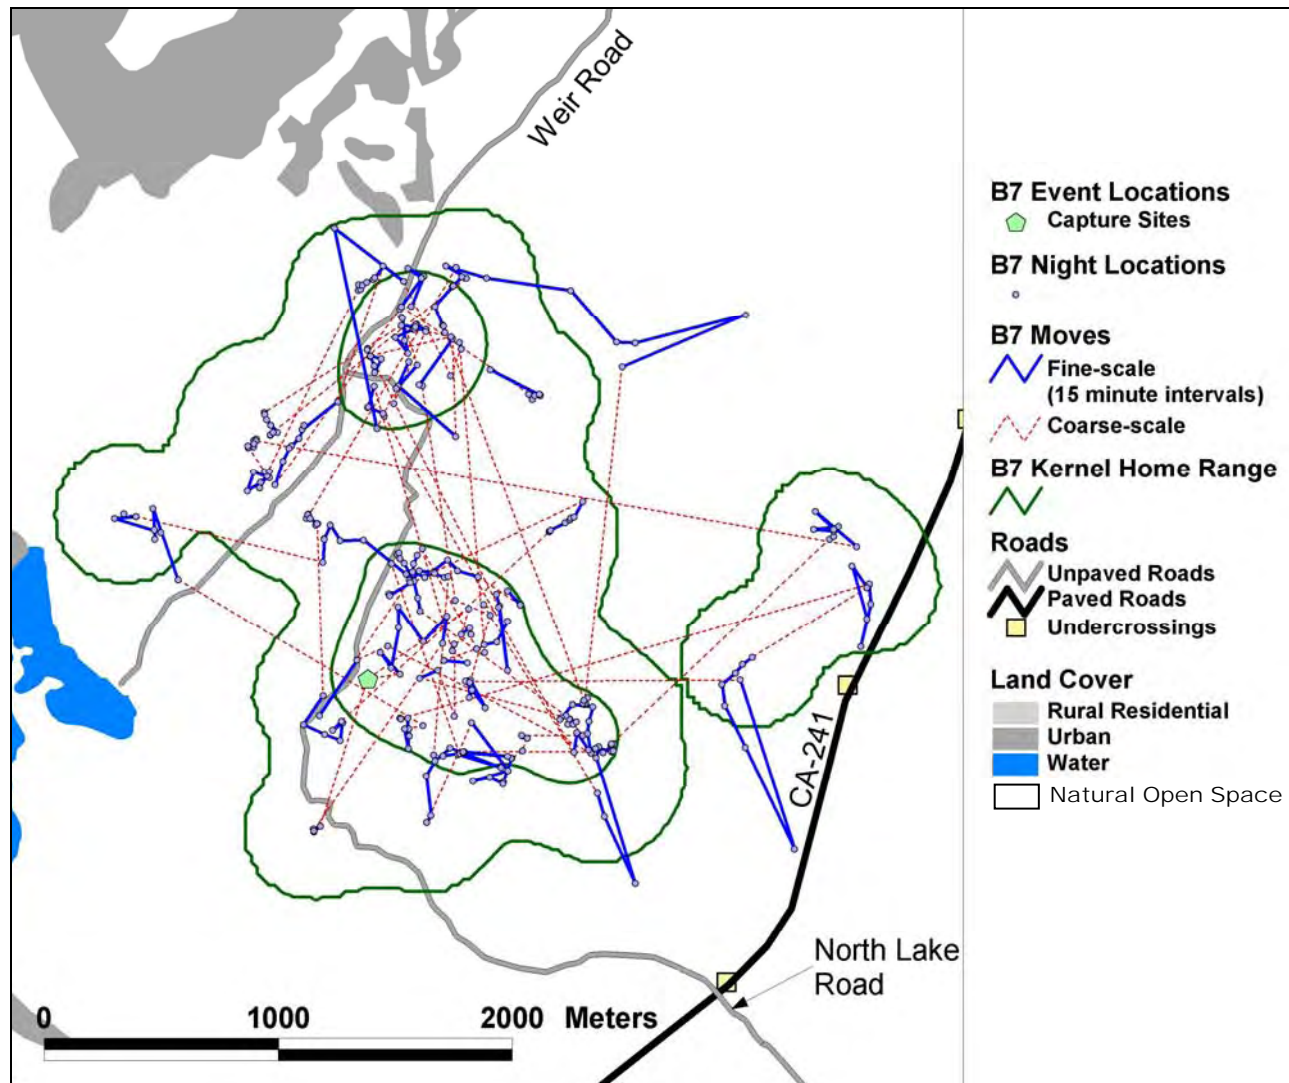 Weir Road
B7 Event Locations
Capture Sites
B7 Night Locations
B7 Moves
Fine-scale
(15 minute intervals)
Coarse-scale
B7 Kernel Home Range
Roads
Unpaved Roads
Paved Roads
Undercrossings
Land Cover
Rural Residential
Urban
Water
Natural Open Space
CA-241
North Lake
Road
0 1000 2000 Meters